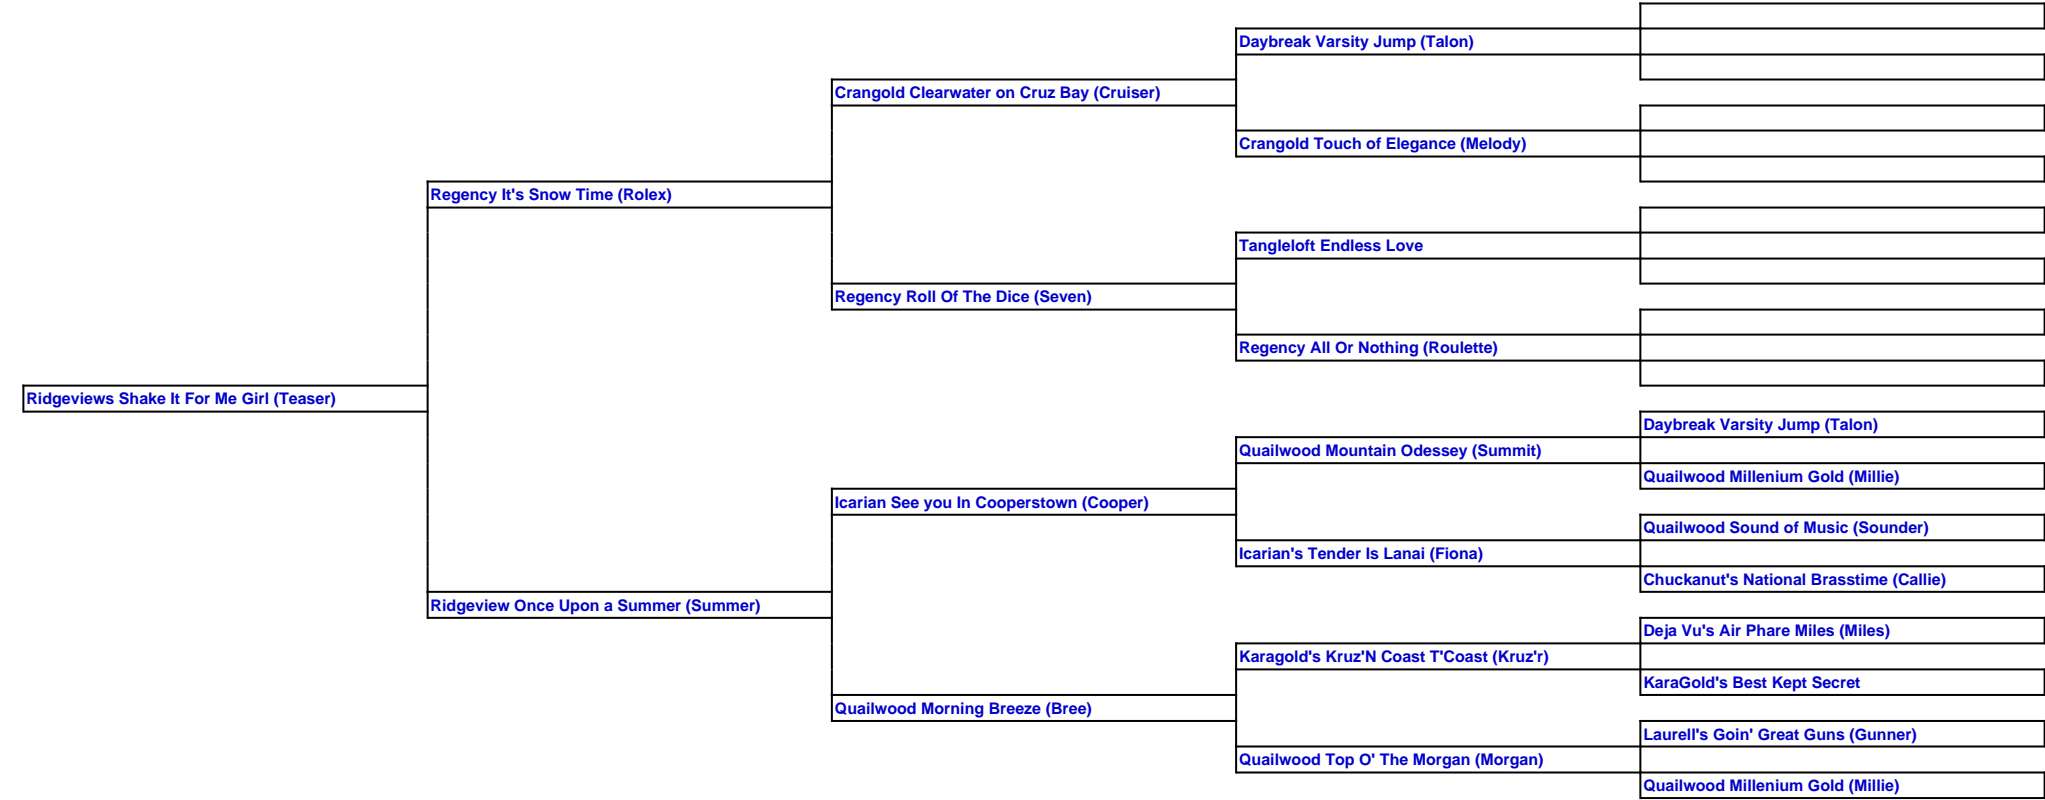 Daybreak Varsity Jump (Talon)
Crangold Clearwater on Cruz Bay (Cruiser)
Crangold Touch of Elegance (Melody)
Regency It's Snow Time (Rolex)
Tangleloft Endless Love
Regency Roll Of The Dice (Seven)
Regency All Or Nothing (Roulette)
Ridgeviews Shake It For Me Girl (Teaser)
Daybreak Varsity Jump (Talon)
Quailwood Mountain Odessey (Summit)
Quailwood Millenium Gold (Millie)
Icarian See you In Cooperstown (Cooper)
Quailwood Sound of Music (Sounder)
Icarian's Tender Is Lanai (Fiona)
Chuckanut's National Brasstime (Callie)
Ridgeview Once Upon a Summer (Summer)
Deja Vu's Air Phare Miles (Miles)
Karagold's Kruz'N Coast T'Coast (Kruz'r)
KaraGold's Best Kept Secret
Quailwood Morning Breeze (Bree)
Laurell's Goin' Great Guns (Gunner)
Quailwood Top O' The Morgan (Morgan)
Quailwood Millenium Gold (Millie)